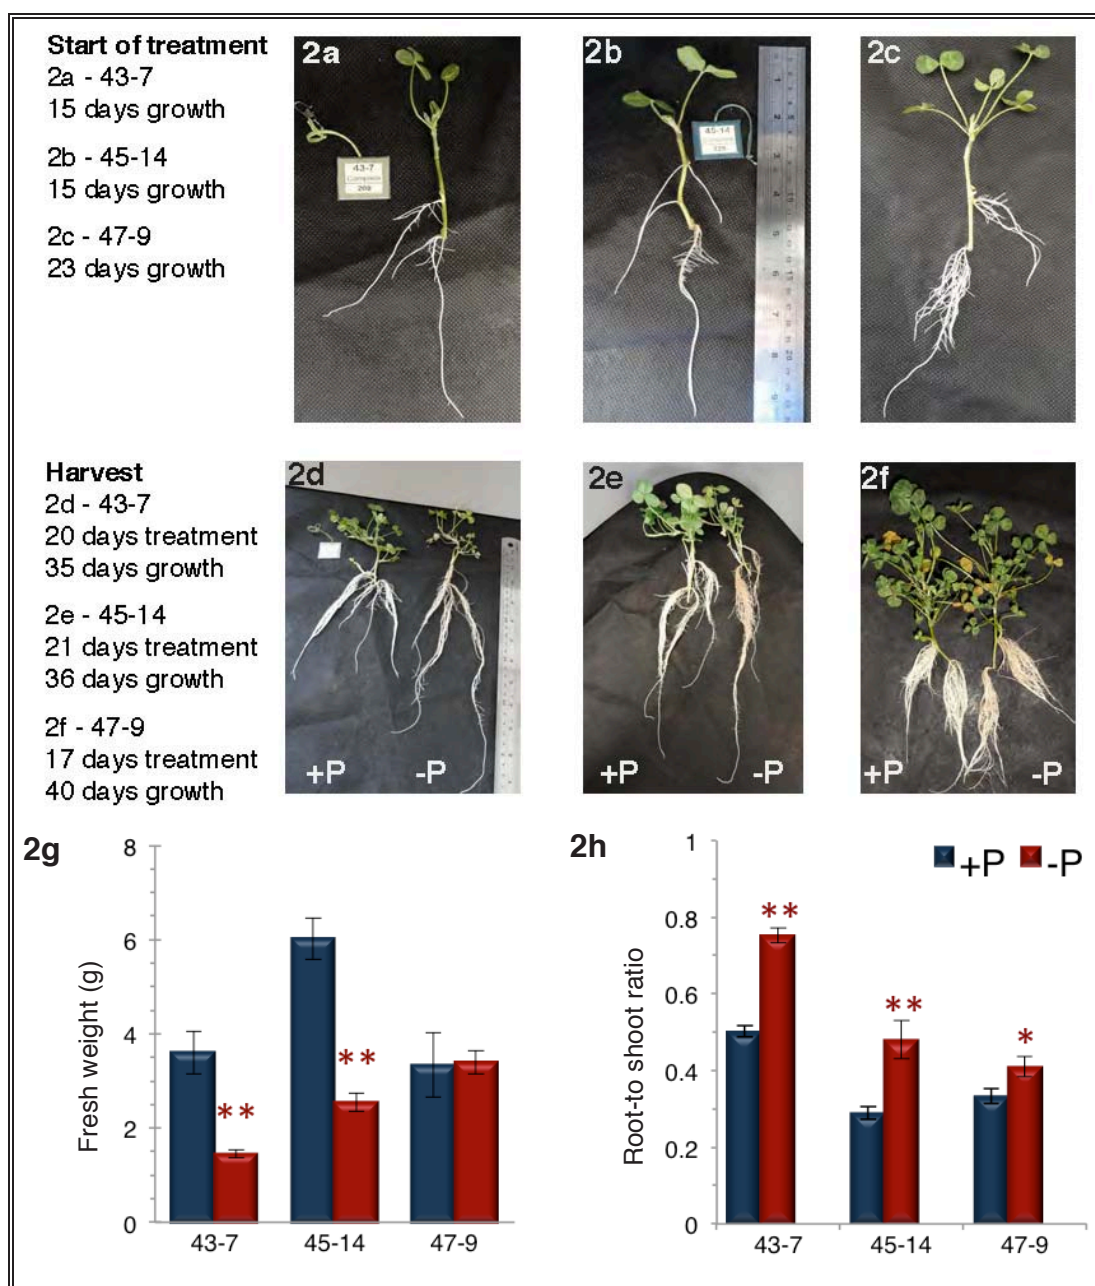 Start of treatment
2a - 43-7
15 days growth
2b - 45-14
15 days growth
2c - 47-9
23 days growth
2a
43-7
2b
45-14
2c
Harvest
2d - 43-7
20 days treatment
35 days growth
2e - 45-14
21 days treatment
36 days growth
2f - 47-9
17 days treatment
40 days growth
2d
+P -P
2e
+P -P
2f
+P -P
2g
Fresh weight (g)
8
6
4
2
0
**
**
43-7 45-14 47-9
2h
+P -P
Root-to shoot ratio
1
0.8
0.6
0.4
0.2
0
**
**
*
43-7 45-14 47-9